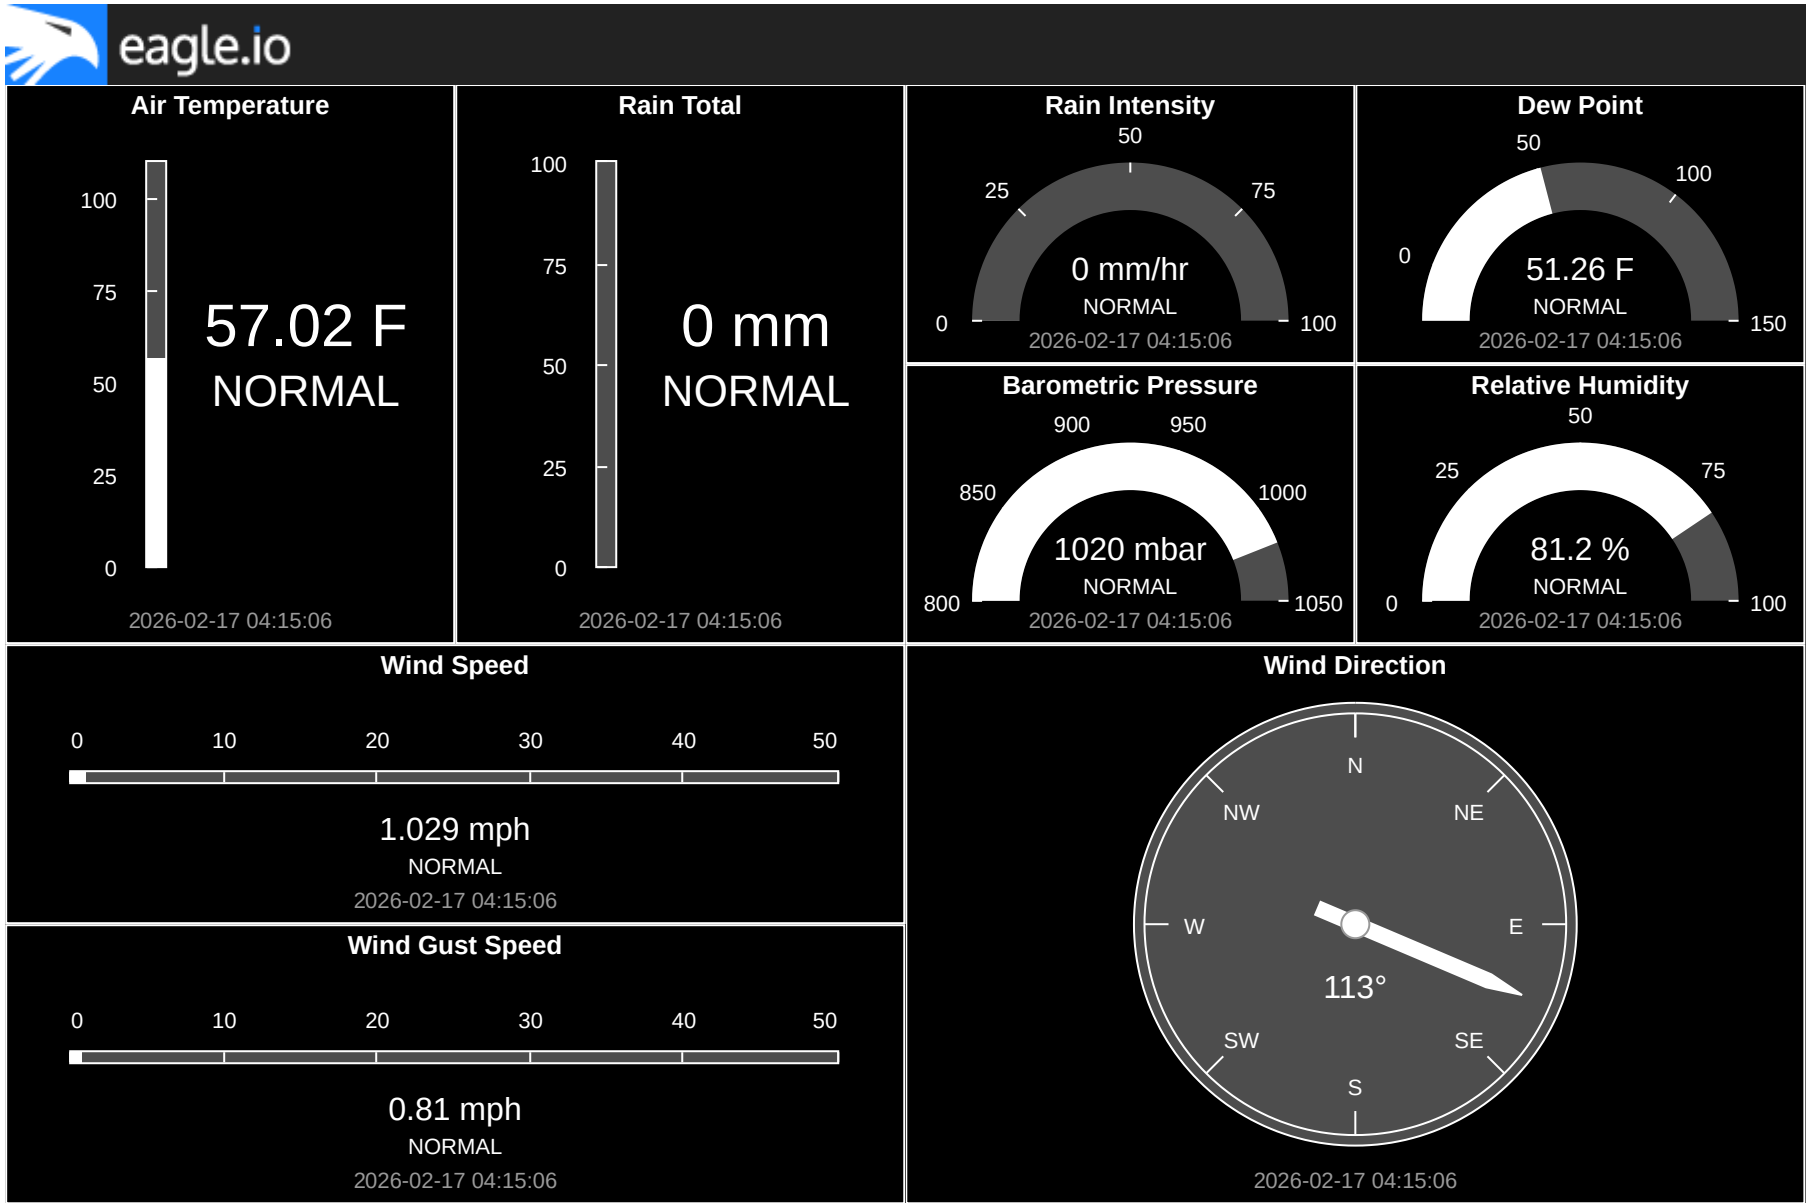 eagle.io
Air Temperature
100
75
50
25
0
57.02 F
NORMAL
2026-02-17 04:15:06
Rain Total
100
75
50
25
0
0 mm
NORMAL
2026-02-17 04:15:06
Rain Intensity
0
25
50
75
100
0 mm/hr
NORMAL
2026-02-17 04:15:06
Dew Point
0
50
100
150
51.26 F
NORMAL
2026-02-17 04:15:06
Barometric Pressure
800
850
900
950
1000
1050
1020 mbar
NORMAL
2026-02-17 04:15:06
Relative Humidity
0
25
50
75
100
81.2 %
NORMAL
2026-02-17 04:15:06
Wind Speed
0 10 20 30 40 50
1.029 mph
NORMAL
2026-02-17 04:15:06
Wind Gust Speed
0 10 20 30 40 50
0.81 mph
NORMAL
2026-02-17 04:15:06
Wind Direction
N
NW NE
W E
113°
SW SE
S
2026-02-17 04:15:06